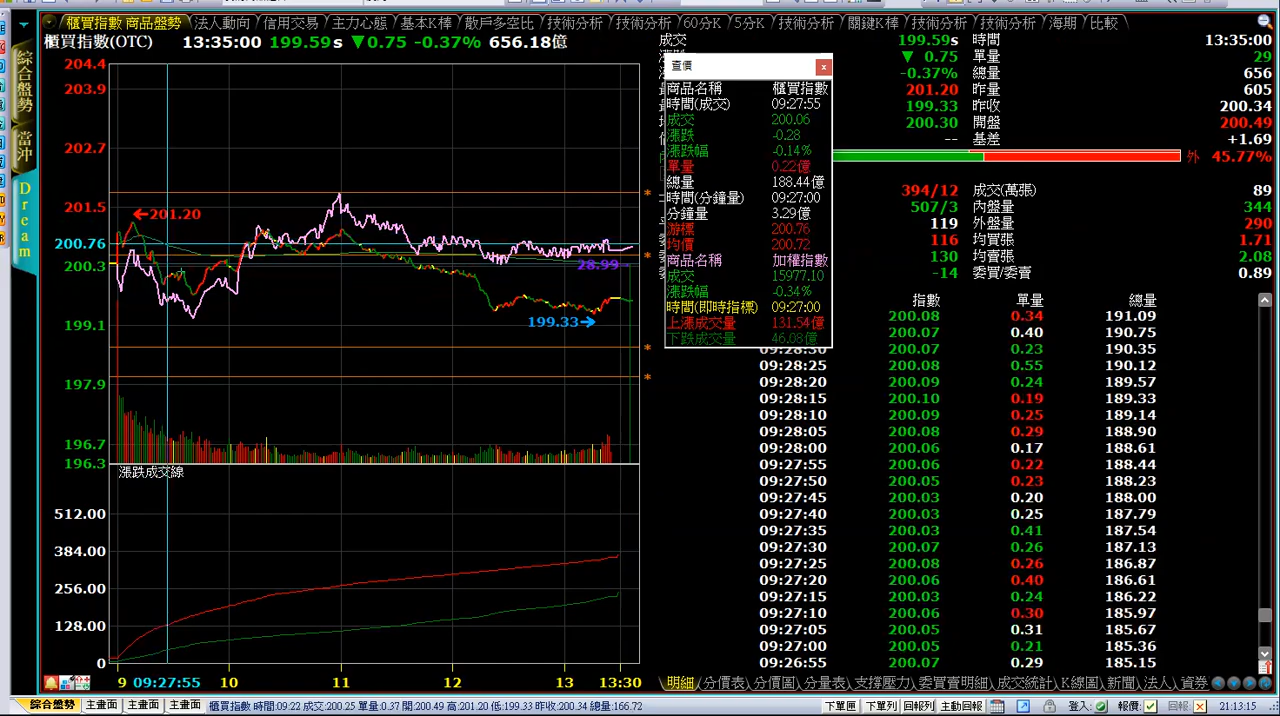 櫃買指數 商品盤勢 法人動向 信用交易 主力心態 基本K棒 散戶多空比 技術分析 技術分析 60分K 5分K 技術分析 關鍵K棒 技術分析 技術分析 海期 比較
櫃買指數(OTC) 13:35:00 199.59s ▼0.75 -0.37% 656.18億
綜合盤勢
當沖
Dream
204.4
203.9
202.7
201.5
200.76
200.3
199.1
197.9
196.7
196.3
←201.20
28.99
199.33→
漲跌成交線
512.00
384.00
256.00
128.00
0
9 09:27:55 10 11 12 13 13:30
查價 x
商品名稱 櫃買指數
時間(成交) 09:27:55
成交 200.06
漲跌 -0.28
漲跌幅 -0.14%
單量 0.22億
總量 188.44億
時間(分鐘量) 09:27:00
分鐘量 3.29億
游標 200.76
均價 200.72
商品名稱 加權指數
成交 15977.10
漲跌幅 -0.34%
時間(即時指標) 09:27:00
上漲成交量 131.54億
下跌成交量 46.08億
成交 199.59s 時間 13:35:00
▼ 0.75 單量 29
-0.37% 總量 656
201.20 昨量 605
199.33 昨收 200.34
200.30 開盤 200.49
-- 基差 +1.69
外 45.77%
394/12 成交(萬張) 89
507/3 內盤量 344
119 外盤量 290
116 均買張 1.71
130 均賣張 2.08
-14 委買/委賣 0.89
指數 單量 總量
200.08 0.34 191.09
200.07 0.40 190.75
09:28:30 200.07 0.23 190.35
09:28:25 200.08 0.55 190.12
09:28:20 200.09 0.24 189.57
09:28:15 200.10 0.19 189.33
09:28:10 200.09 0.25 189.14
09:28:05 200.08 0.29 188.90
09:28:00 200.06 0.17 188.61
09:27:55 200.06 0.22 188.44
09:27:50 200.05 0.23 188.23
09:27:45 200.03 0.20 188.00
09:27:40 200.03 0.25 187.79
09:27:35 200.03 0.41 187.54
09:27:30 200.07 0.26 187.13
09:27:25 200.08 0.26 186.87
09:27:20 200.06 0.40 186.61
09:27:15 200.03 0.24 186.22
09:27:10 200.06 0.30 185.97
09:27:05 200.05 0.31 185.67
09:27:00 200.05 0.21 185.36
09:26:55 200.07 0.29 185.15
明細 分價表 分價圖 分量表 支撐壓力 委買賣明細 成交統計 K線圖 新聞 法人 資券
綜合盤勢 主畫面 主畫面 主畫面 櫃買指數 時間:09:22 成交:200.25 單量:0.37 開:200.49 高:201.20 低:199.33 昨收:200.34 總量:166.72 下單匣 下單列 回報列 主動回報 登入: 報價: 回報 21:13:15